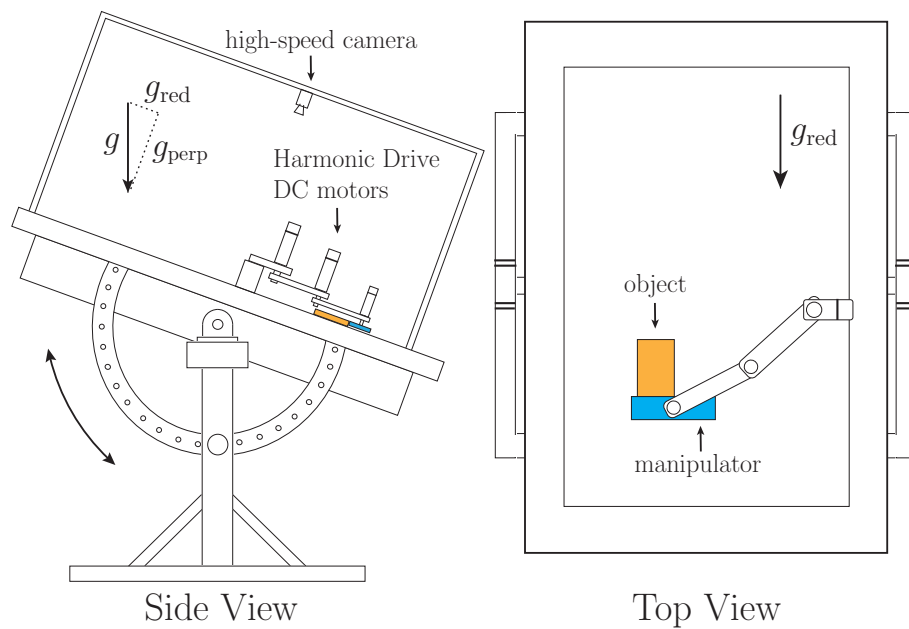 high-speed camera
g_red
g
g_perp
Harmonic Drive
DC motors
Side View
g_red
object
manipulator
Top View